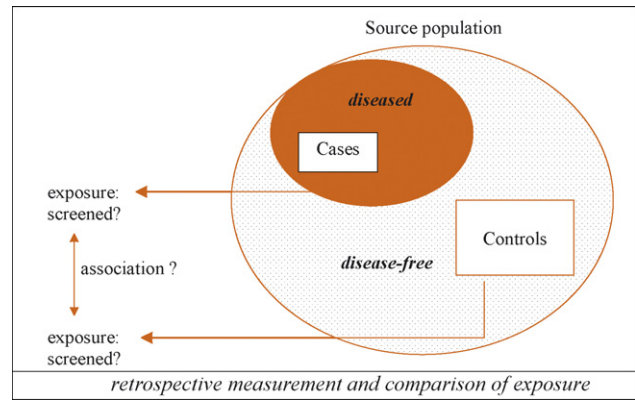 Source population
diseased
Cases
exposure:
screened?
Controls
association ?
disease-free
exposure:
screened?
retrospective measurement and comparison of exposure